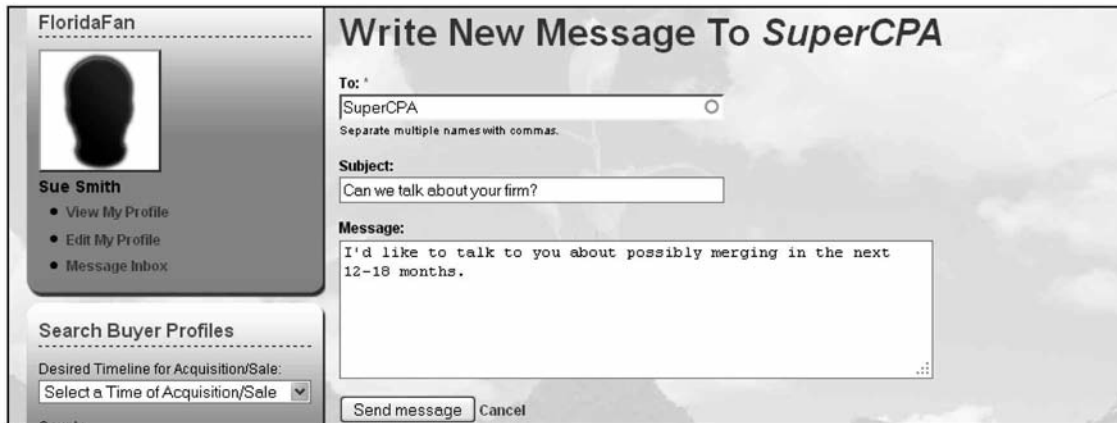 FloridaFan
Sue Smith
View My Profile
Edit My Profile
Message Inbox
Search Buyer Profiles
Desired Timeline for Acquisition/Sale:
Select a Time of Acquisition/Sale
Write New Message To SuperCPA
To: *
SuperCPA
Separate multiple names with commas.
Subject:
Can we talk about your firm?
Message:
I'd like to talk to you about possibly merging in the next
12-18 months.
Send message Cancel